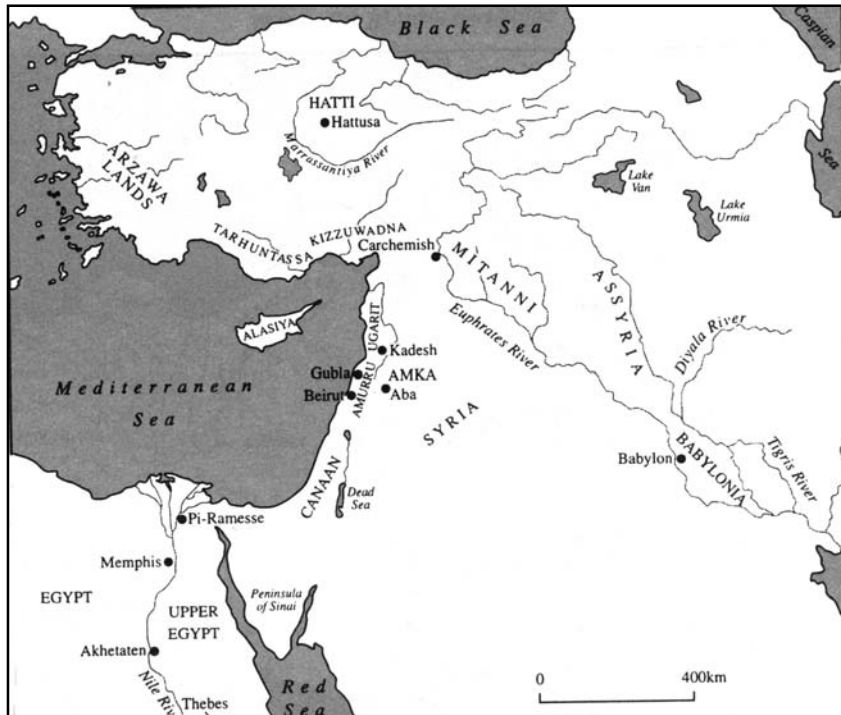 Black Sea
Caspian
Sea
HATTI
Hattusa
Marrassantiya River
ARZAWA
LANDS
Lake
Van
Lake
Urmia
TARHUNTASSA
KIZZUWADNA
Carchemish
MITANNI
ASSYRIA
Euphrates River
Diyala River
ALASIYA
UGARIT
Kadesh
Gubla
AMURRU
AMKA
Beirut
Aba
Mediterranean
Sea
SYRIA
CANAAN
Dead
Sea
Babylon
BABYLONIA
Tigris River
Pi-Ramesse
Memphis
EGYPT
UPPER
EGYPT
Peninsula
of Sinai
Akhetaten
Nile Riv
Thebes
Red
Sea
0 400km